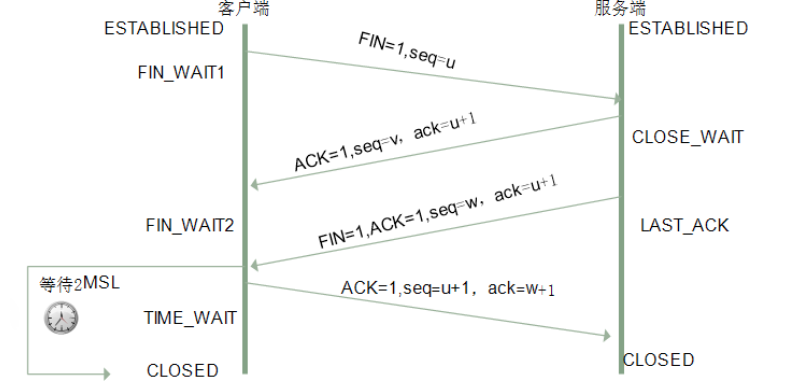 客户端
服务端
ESTABLISHED
ESTABLISHED
FIN=1,seq=u
FIN_WAIT1
CLOSE_WAIT
ACK=1,seq=v，ack=u+1
FIN_WAIT2
FIN=1,ACK=1,seq=w，ack=u+1
LAST_ACK
等待2MSL
ACK=1,seq=u+1，ack=w+1
TIME_WAIT
CLOSED
CLOSED